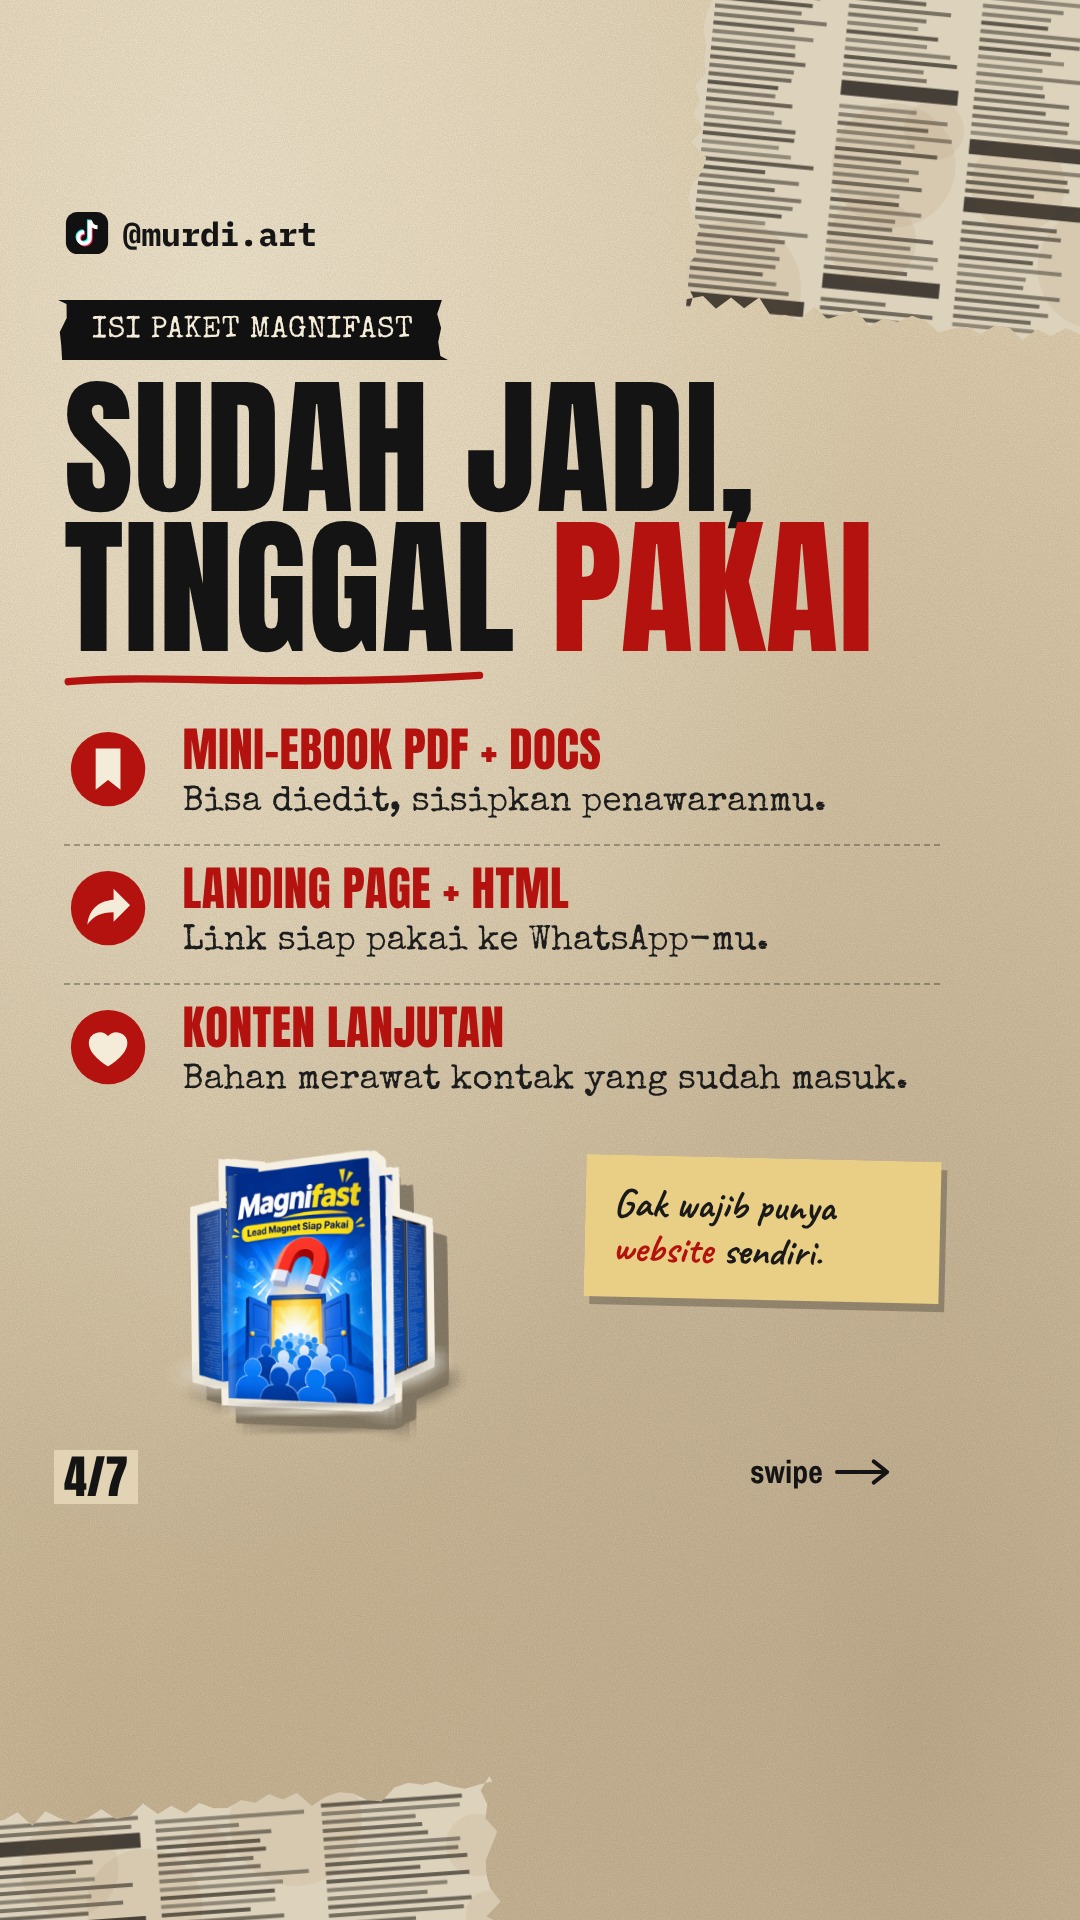 @murdi.art
ISI PAKET MAGNIFAST
SUDAH JADI,
TINGGAL PAKAI
MINI-EBOOK PDF + DOCS
Bisa diedit, sisipkan penawaranmu.
LANDING PAGE + HTML
Link siap pakai ke WhatsApp-mu.
KONTEN LANJUTAN
Bahan merawat kontak yang sudah masuk.
Magnifast
Lead Magnet Siap Pakai
Gak wajib punya
website sendiri.
4/7
swipe